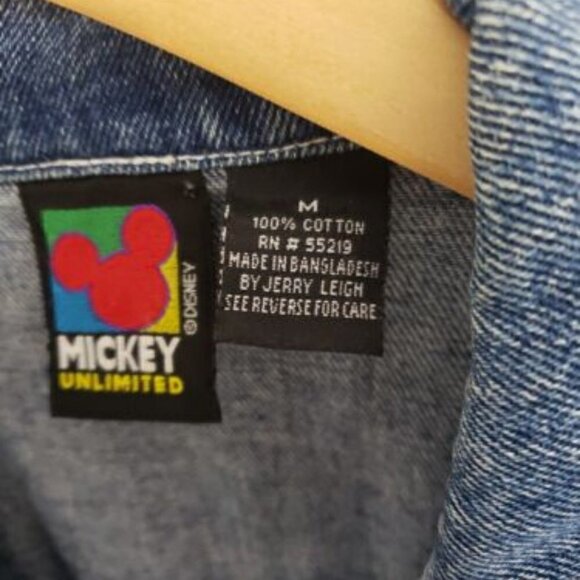 ©DISNEY
MICKEY
UNLIMITED
M
100% COTTON
RN # 55219
MADE IN BANGLADESH
BY JERRY LEIGH
SEE REVERSE FOR CARE